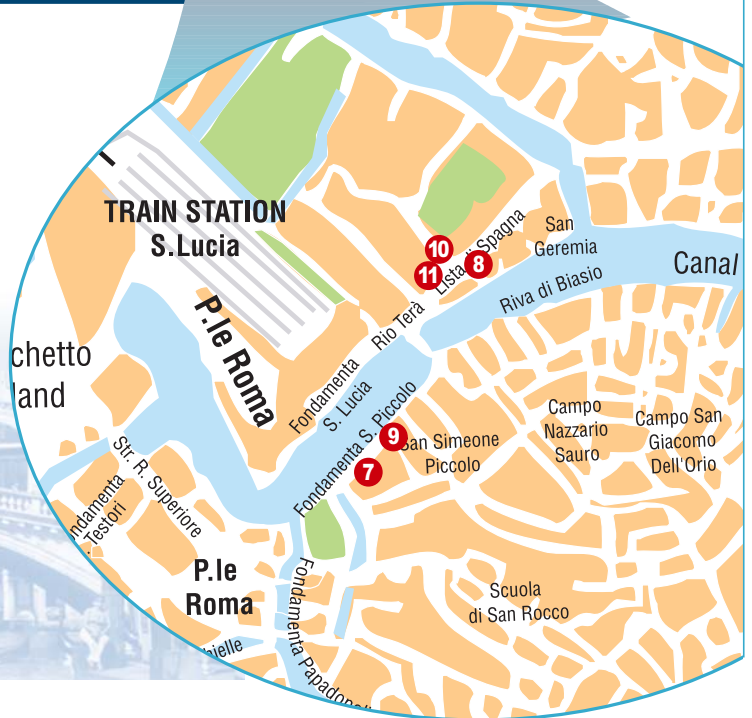 TRAIN STATION
S.Lucia
10
11
Lista di Spagna
8
San
Geremia
Canal
Riva di Biasio
P.le Roma
Rio Terà
Fondamenta
S. Lucia
chetto
land
Fondamenta S. Piccolo
9
7
San Simeone
Piccolo
Campo
Nazzario
Sauro
Campo San
Giacomo
Dell'Orio
Str. R. Superiore
ndamenta
.Testori
P.le
Roma
Scuola
di San Rocco
Fondamenta Papadopoli
hielle